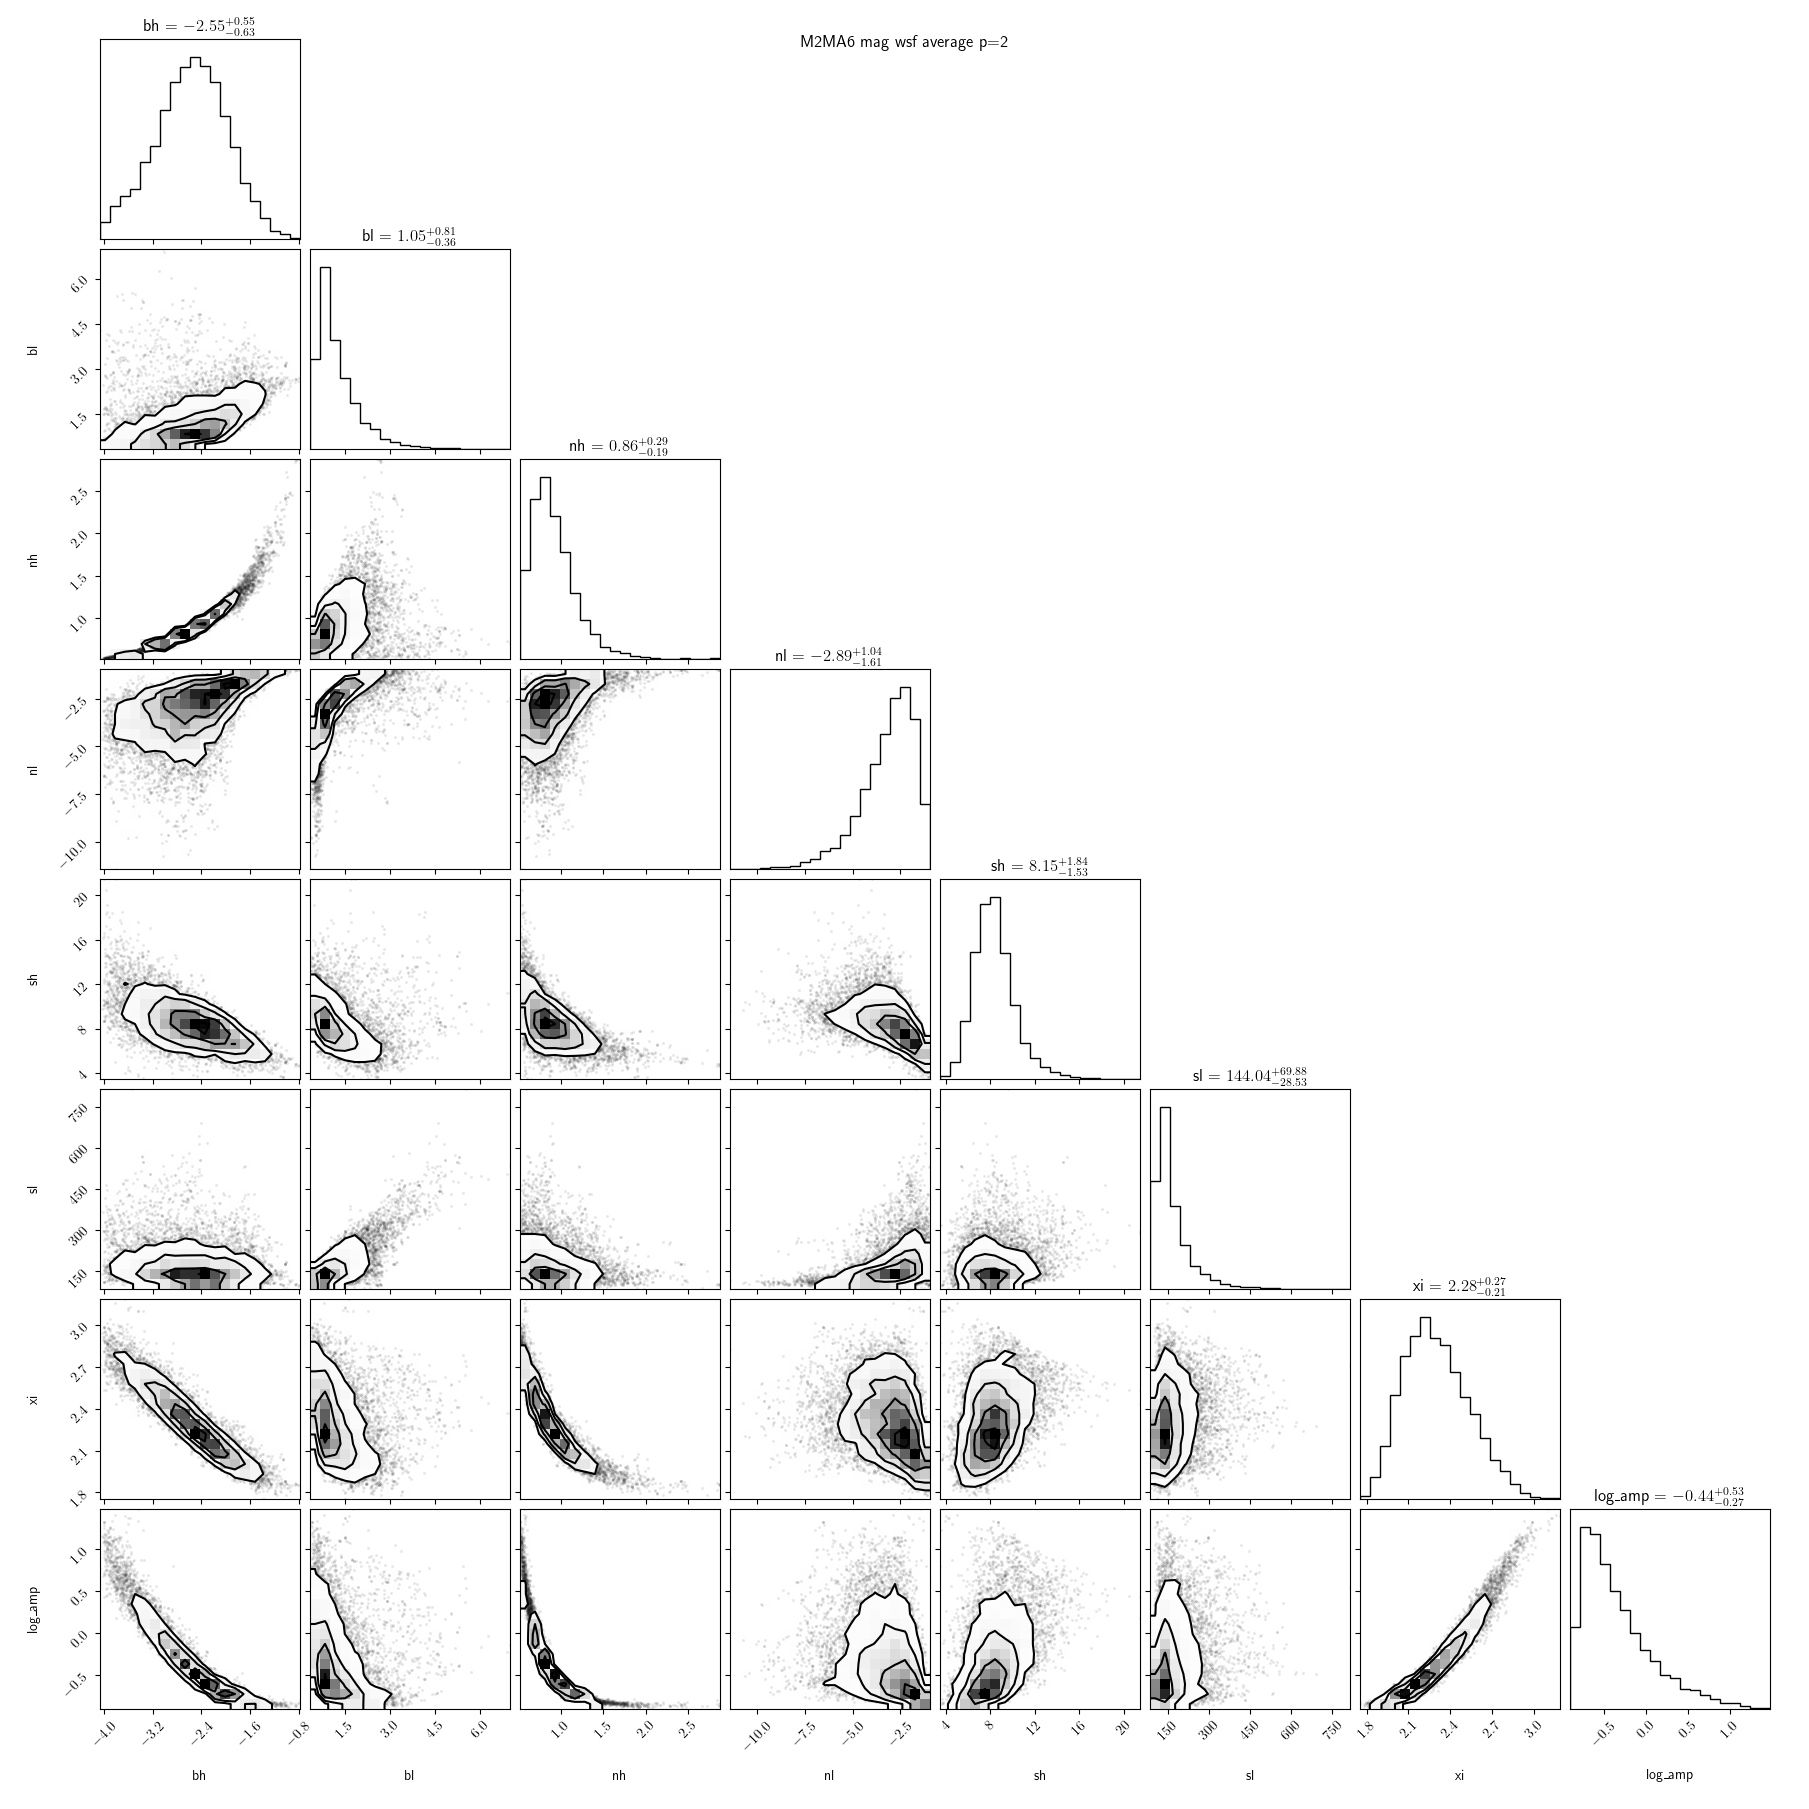 bh = −2.55 +0.55 −0.63
M2MA6 mag wsf average p=2
bl = 1.05 +0.81 −0.36
6.0
4.5
3.0
1.5
bl
nh = 0.86 +0.29 −0.19
2.5
2.0
1.5
1.0
nh
nl = −2.89 +1.04 −1.61
−2.5
−5.0
−7.5
−10.0
nl
sh = 8.15 +1.84 −1.53
20
16
12
8
4
sh
sl = 144.04 +69.88 −28.53
750
600
450
300
150
sl
xi = 2.28 +0.27 −0.21
3.0
2.7
2.4
2.1
1.8
xi
log_amp = −0.44 +0.53 −0.27
1.0
0.5
0.0
−0.5
log_amp
−4.0 −3.2 −2.4 −1.6 −0.8 1.5 3.0 4.5 6.0 1.0 1.5 2.0 2.5 −10.0 −7.5 −5.0 −2.5 4 8 12 16 20 150 300 450 600 750 1.8 2.1 2.4 2.7 3.0 −0.5 0.0 0.5 1.0
bh bl nh nl sh sl xi log_amp